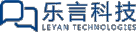 乐言科技
LEYAN TECHNOLOGIES